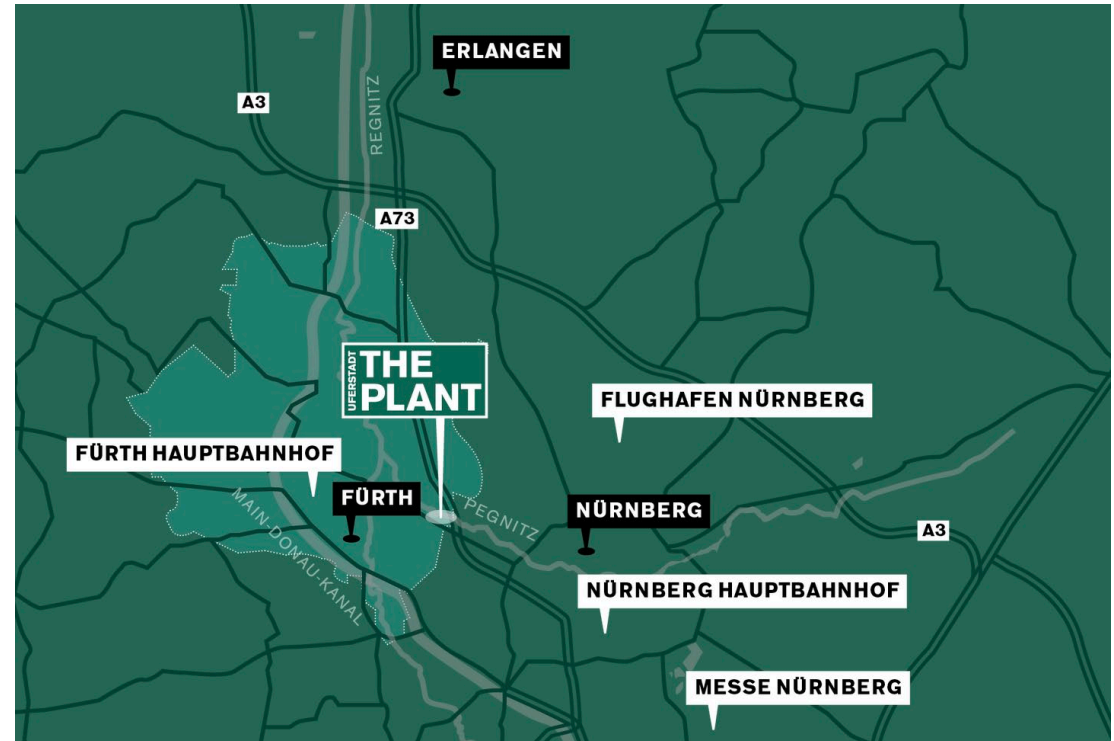 ERLANGEN
A3
REGNITZ
A73
UFERSTADT
THE
PLANT
FLUGHAFEN NÜRNBERG
FÜRTH HAUPTBAHNHOF
FÜRTH
MAIN-DONAU-KANAL
PEGNITZ
NÜRNBERG
A3
NÜRNBERG HAUPTBAHNHOF
MESSE NÜRNBERG